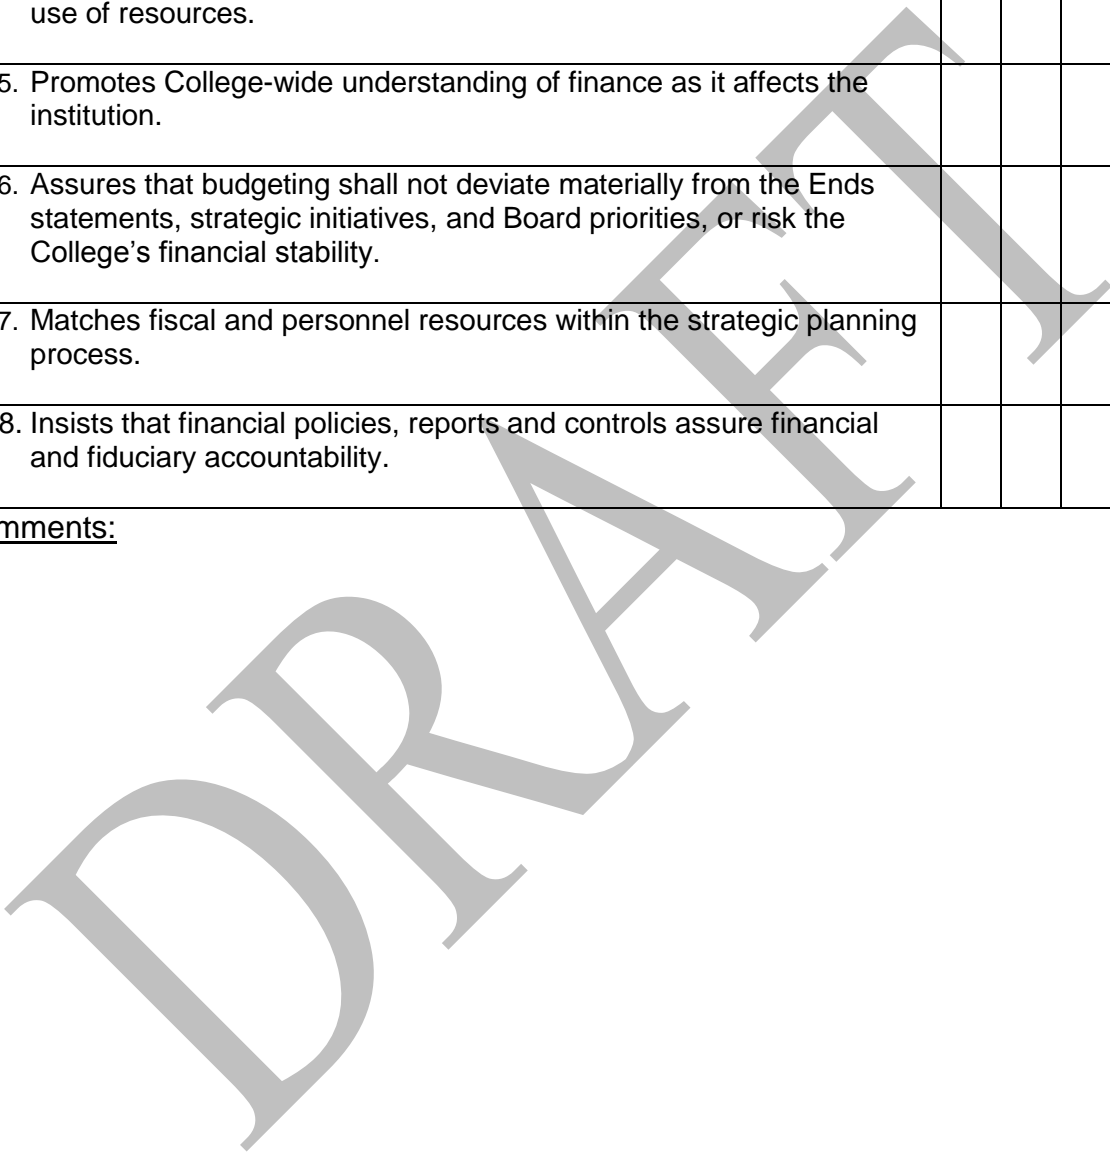 use of resources.
5. Promotes College-wide understanding of finance as it affects the
institution.
6. Assures that budgeting shall not deviate materially from the Ends
statements, strategic initiatives, and Board priorities, or risk the
College's financial stability.
7. Matches fiscal and personnel resources within the strategic planning
process.
8. Insists that financial policies, reports and controls assure financial
and fiduciary accountability.
mments:
DRAFT